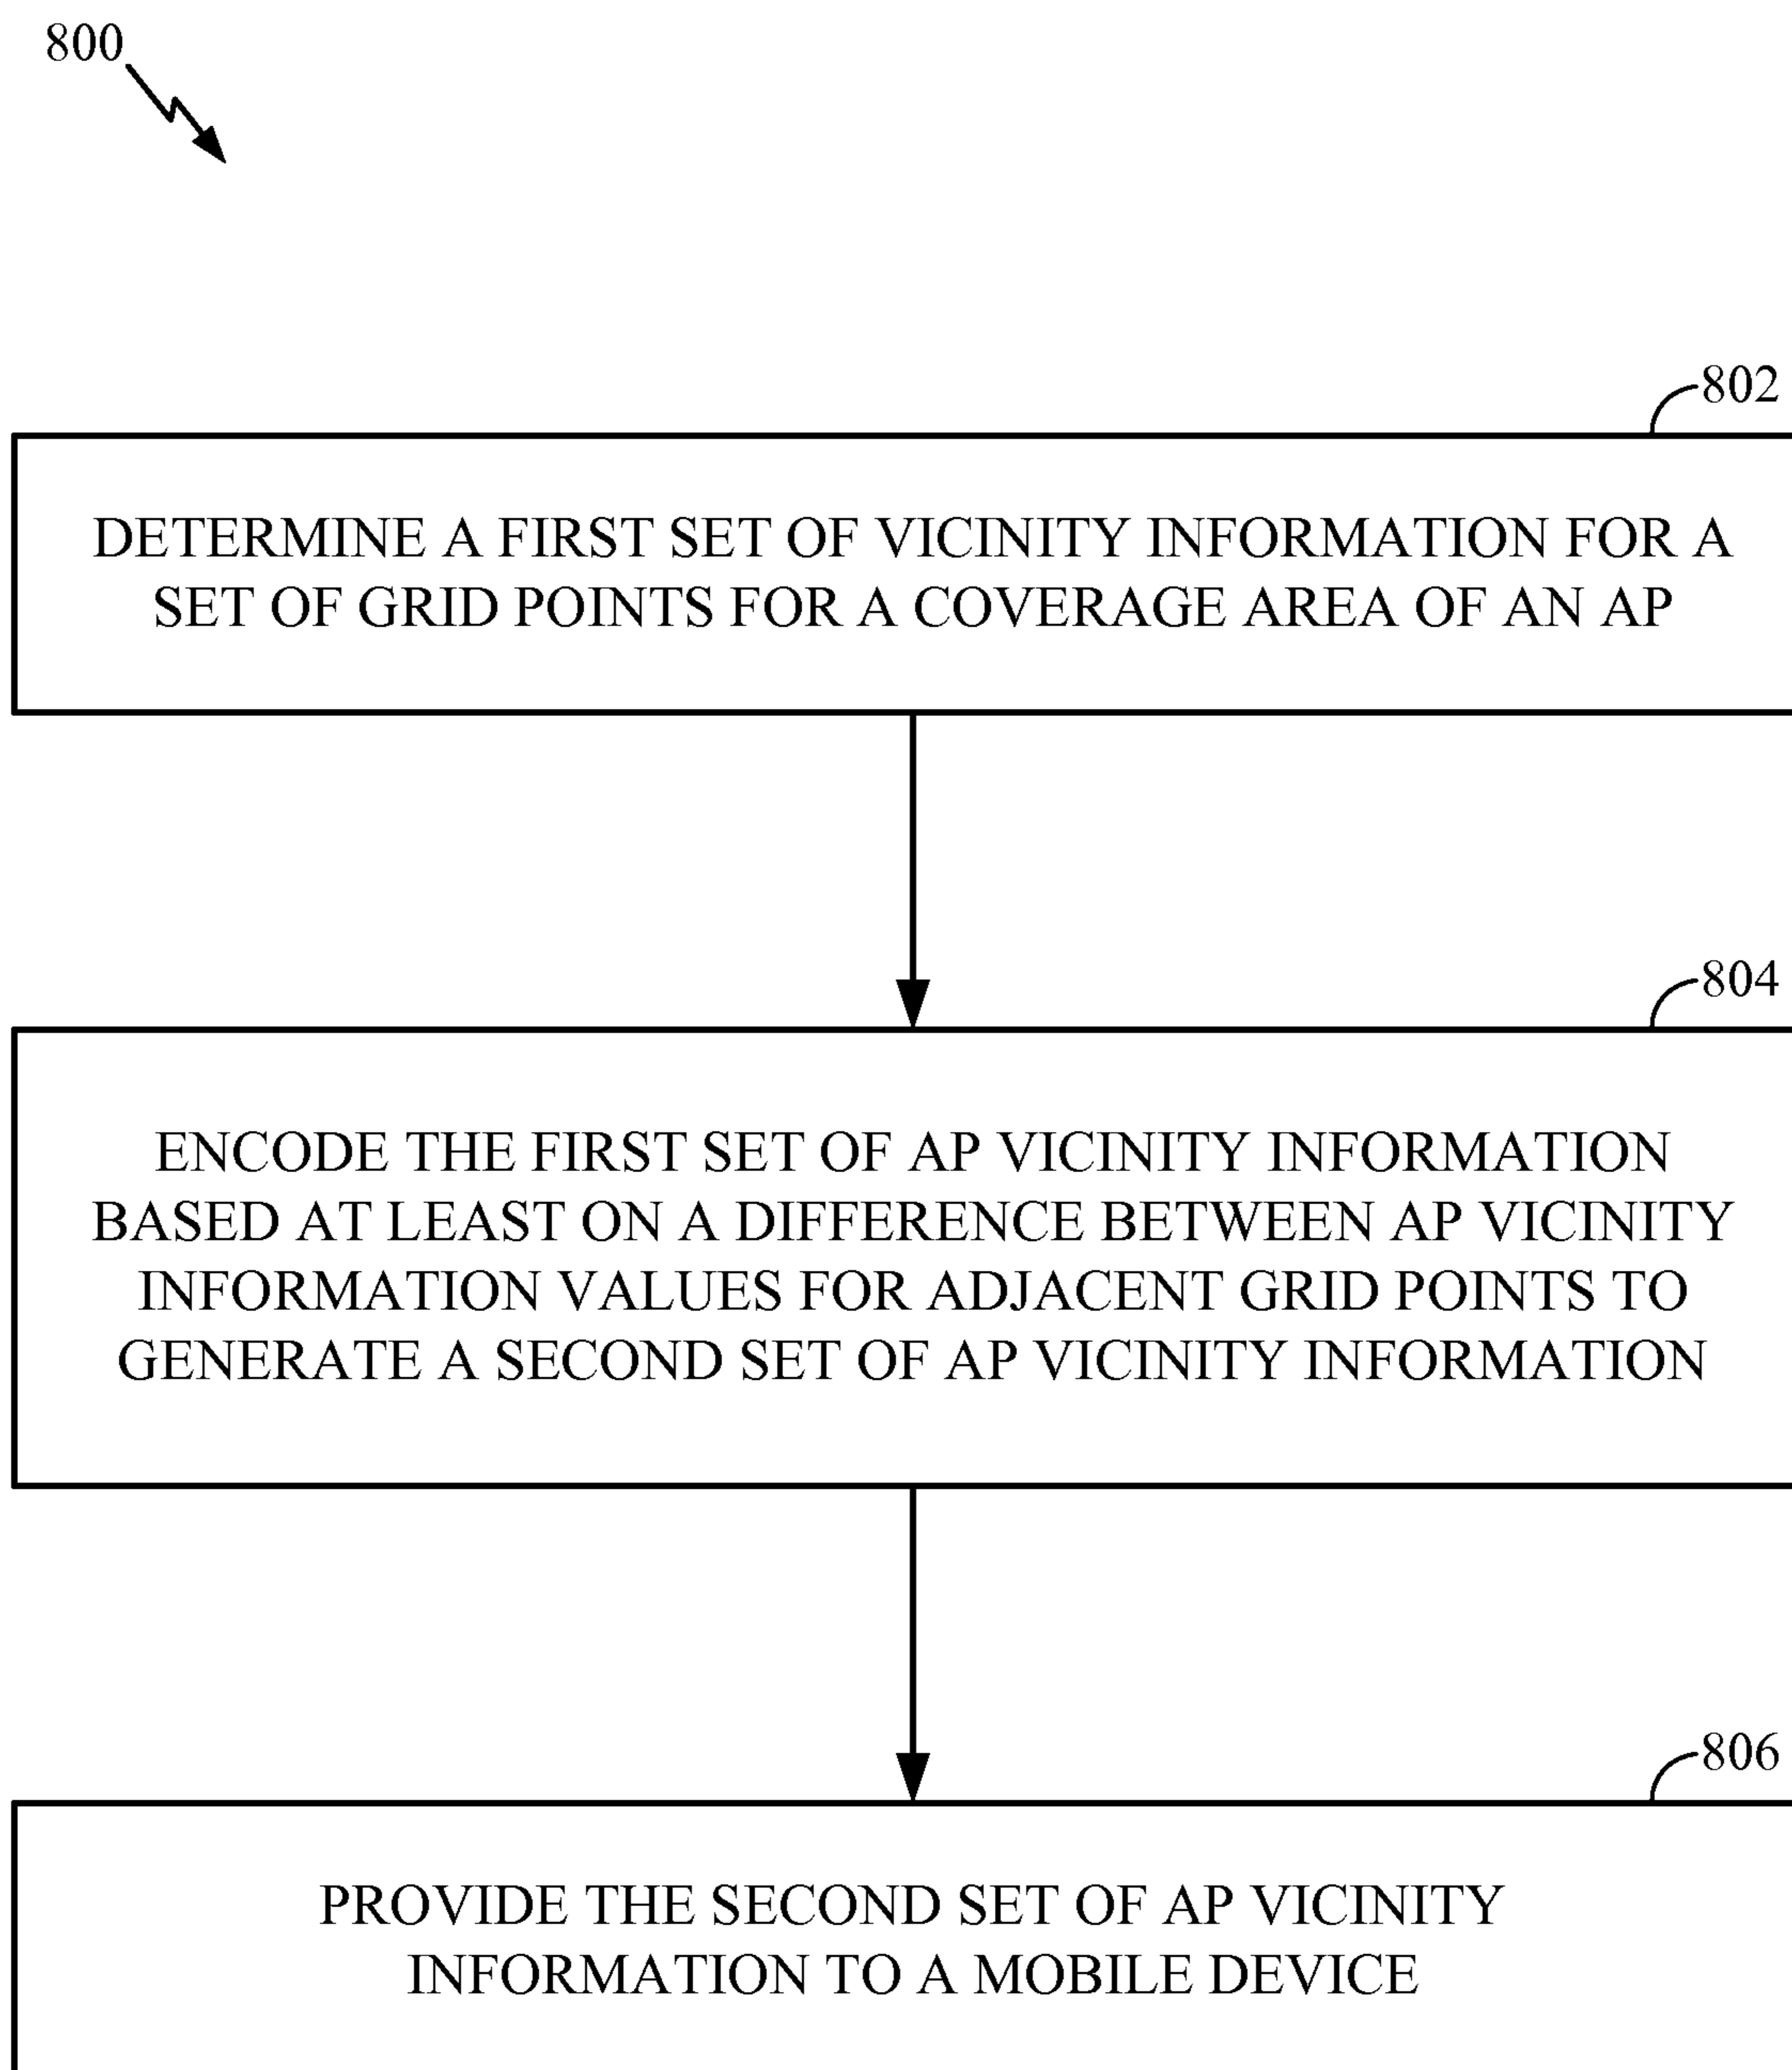 800
802
DETERMINE A FIRST SET OF VICINITY INFORMATION FOR A
SET OF GRID POINTS FOR A COVERAGE AREA OF AN AP
804
ENCODE THE FIRST SET OF AP VICINITY INFORMATION
BASED AT LEAST ON A DIFFERENCE BETWEEN AP VICINITY
INFORMATION VALUES FOR ADJACENT GRID POINTS TO
GENERATE A SECOND SET OF AP VICINITY INFORMATION
806
PROVIDE THE SECOND SET OF AP VICINITY
INFORMATION TO A MOBILE DEVICE